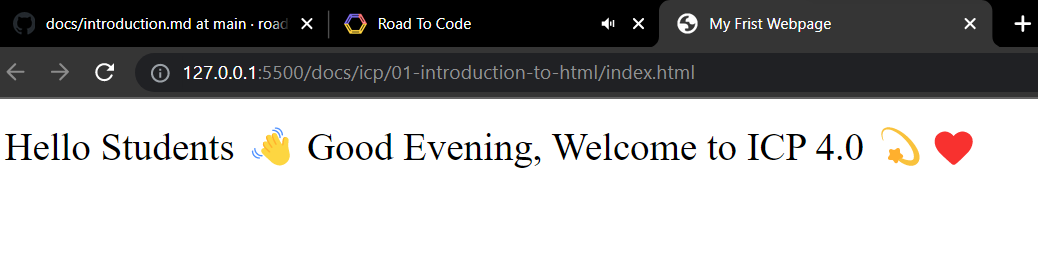 docs/introduction.md at main · road
Road To Code
My Frist Webpage
127.0.0.1:5500/docs/icp/01-introduction-to-html/index.html
Hello Students 👋 Good Evening, Welcome to ICP 4.0 💫 ❤️